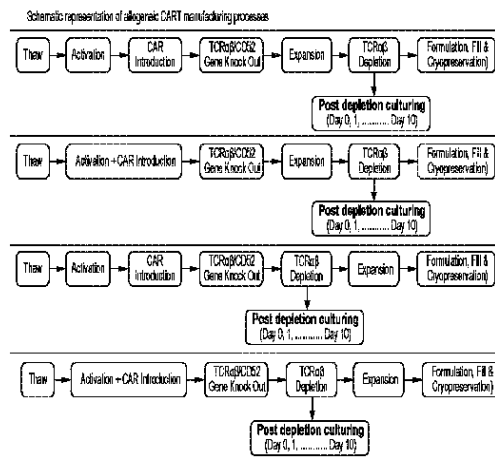 Schematic representation of allogeneic CART manufacturing processes
Thaw
Activation
CAR
Introduction
TCRαβ/CD52
Gene Knock Out
Expansion
TCRαβ
Depletion
Formulation, Fill &
Cryopreservation)
Post depletion culturing
(Day 0, 1, ........... Day 10)
Thaw
Activation +CAR Introduction
TCRαβ/CD52
Gene Knock Out
Expansion
TCRαβ
Depletion
Formulation, Fill &
Cryopreservation)
Post depletion culturing
(Day 0, 1, ........... Day 10)
Thaw
Activation
CAR
Introduction
TCRαβ/CD52
Gene Knock Out
TCRαβ
Depletion
Expansion
Formulation, Fill &
Cryopreservation)
Post depletion culturing
(Day 0, 1, ........... Day 10)
Thaw
Activation +CAR Introduction
TCRαβ/CD52
Gene Knock Out
TCRαβ
Depletion
Expansion
Formulation, Fill &
Cryopreservation)
Post depletion culturing
(Day 0, 1, ........... Day 10)